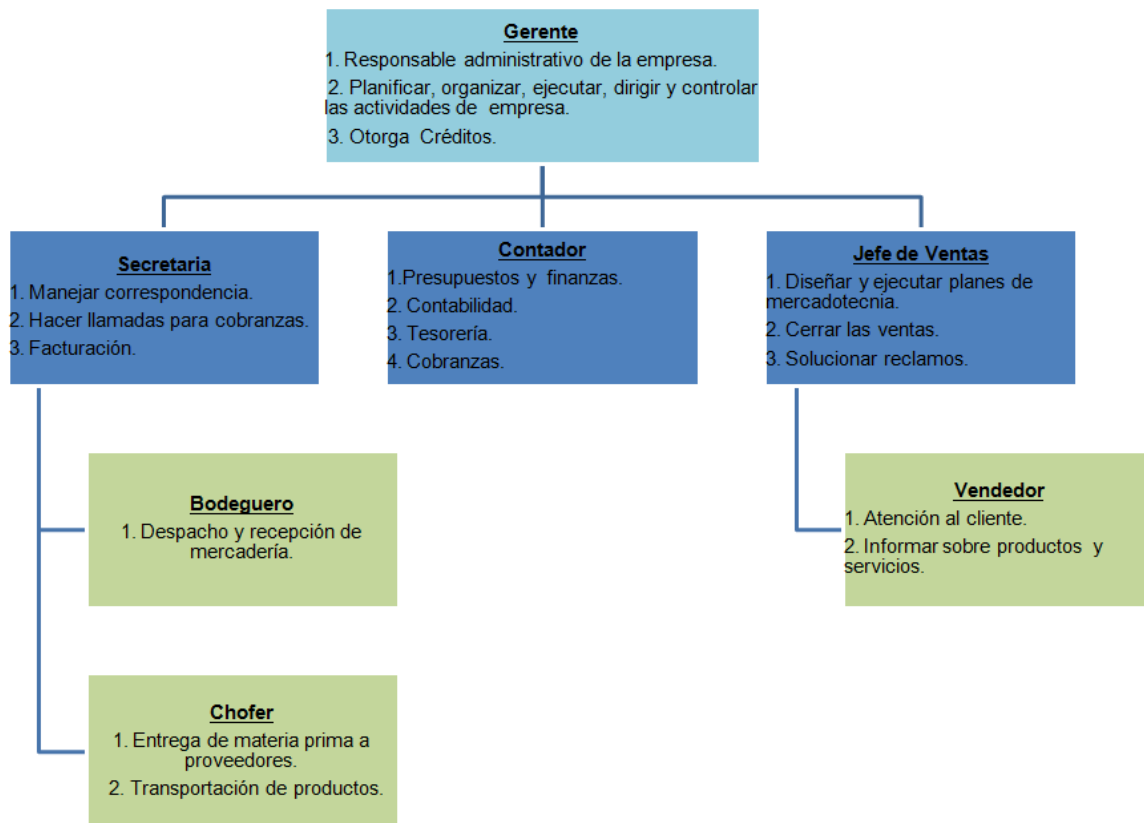 Gerente
1. Responsable administrativo de la empresa.
2. Planificar, organizar, ejecutar, dirigir y controlar
las actividades de empresa.
3. Otorga Créditos.
Secretaria
1. Manejar correspondencia.
2. Hacer llamadas para cobranzas.
3. Facturación.
Contador
1.Presupuestos y finanzas.
2. Contabilidad.
3. Tesorería.
4. Cobranzas.
Jefe de Ventas
1. Diseñar y ejecutar planes de
mercadotecnia.
2. Cerrar las ventas.
3. Solucionar reclamos.
Bodeguero
1. Despacho y recepción de
mercadería.
Vendedor
1. Atención al cliente.
2. Informar sobre productos y
servicios.
Chofer
1. Entrega de materia prima a
proveedores.
2. Transportación de productos.